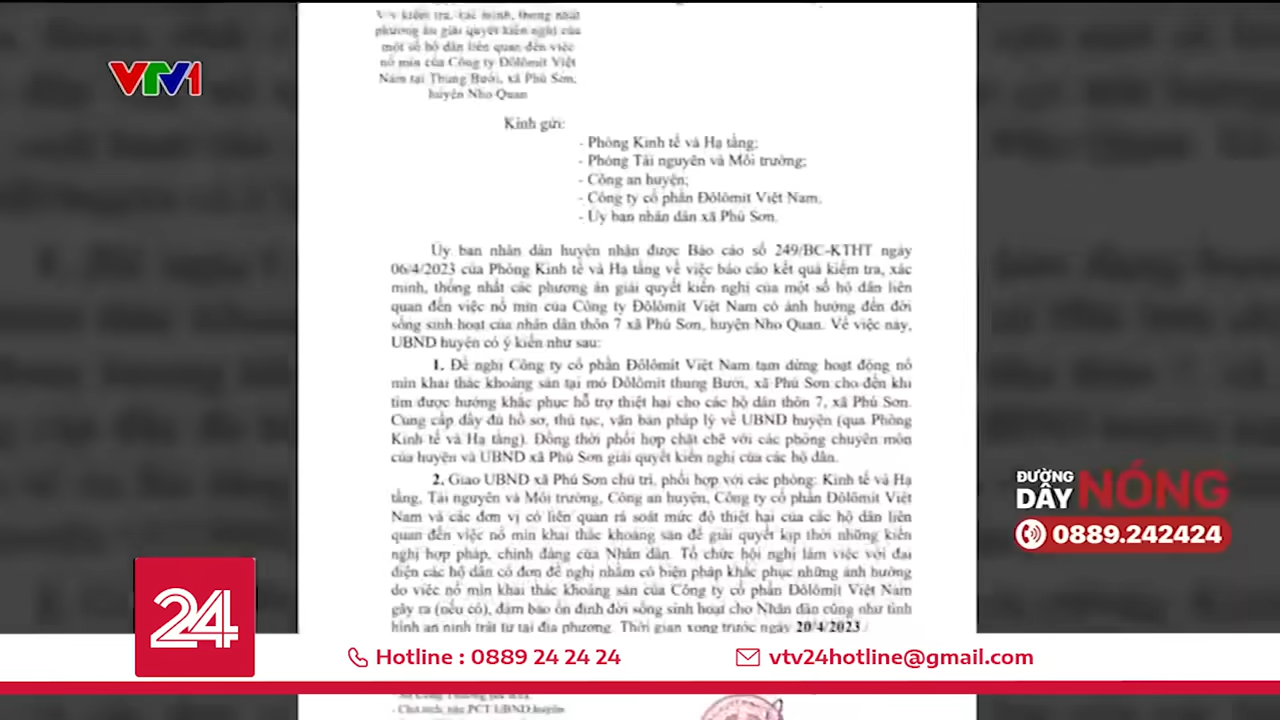 VTV1
V/v kiểm tra, xác minh, thống nhất
phương án giải quyết kiến nghị của
một số hộ dân liên quan đến việc
nổ mìn của Công ty Đôlômit Việt
Nam tại Thung Bưởi, xã Phú Sơn,
huyện Nho Quan
Kính gửi:
- Phòng Kinh tế và Hạ tầng;
- Phòng Tài nguyên và Môi trường;
- Công an huyện;
- Công ty cổ phần Đôlômit Việt Nam.
- Ủy ban nhân dân xã Phú Sơn.
Ủy ban nhân dân huyện nhận được Báo cáo số 249/BC-KTHT ngày
06/4/2023 của Phòng Kinh tế và Hạ tầng về việc báo cáo kết quả kiểm tra, xác
minh, thống nhất các phương án giải quyết kiến nghị của một số hộ dân liên
quan đến việc nổ mìn của Công ty Đôlômit Việt Nam có ảnh hưởng đến đời
sống sinh hoạt của nhân dân thôn 7 xã Phú Sơn, huyện Nho Quan. Về việc này,
UBND huyện có ý kiến như sau:
1. Đề nghị Công ty cổ phần Đôlômit Việt Nam tạm dừng hoạt động nổ
mìn khai thác khoáng sản tại mỏ Đôlômit thung Bưởi, xã Phú Sơn cho đến khi
tìm được hướng khắc phục hỗ trợ thiệt hại cho các hộ dân thôn 7, xã Phú Sơn.
Cung cấp đầy đủ hồ sơ, thủ tục, văn bản pháp lý về UBND huyện (qua Phòng
Kinh tế và Hạ tầng). Đồng thời phối hợp chặt chẽ với các phòng chuyên môn
của huyện và UBND xã Phú Sơn giải quyết kiến nghị của các hộ dân.
2. Giao UBND xã Phú Sơn chủ trì, phối hợp với các phòng: Kinh tế và Hạ
tầng, Tài nguyên và Môi trường, Công an huyện, Công ty cổ phần Đôlômit Việt
Nam và các đơn vị có liên quan rà soát mức độ thiệt hại của các hộ dân liên
quan đến việc nổ mìn khai thác khoáng sản để giải quyết kịp thời những kiến
nghị hợp pháp, chính đáng của Nhân dân. Tổ chức hội nghị làm việc với đại
diện các hộ dân có đơn đề nghị nhằm có biện pháp khắc phục những ảnh hưởng
do việc nổ mìn khai thác khoáng sản của Công ty cổ phần Đôlômit Việt Nam
gây ra (nếu có), đảm bảo ổn định đời sống sinh hoạt cho Nhân dân cũng như tình
hình an ninh trật tự tại địa phương. Thời gian xong trước ngày 20/4/2023./
ĐƯỜNG
DÂY NÓNG
0889.242424
24
Hotline : 0889 24 24 24
vtv24hotline@gmail.com
PCT UBND huyện